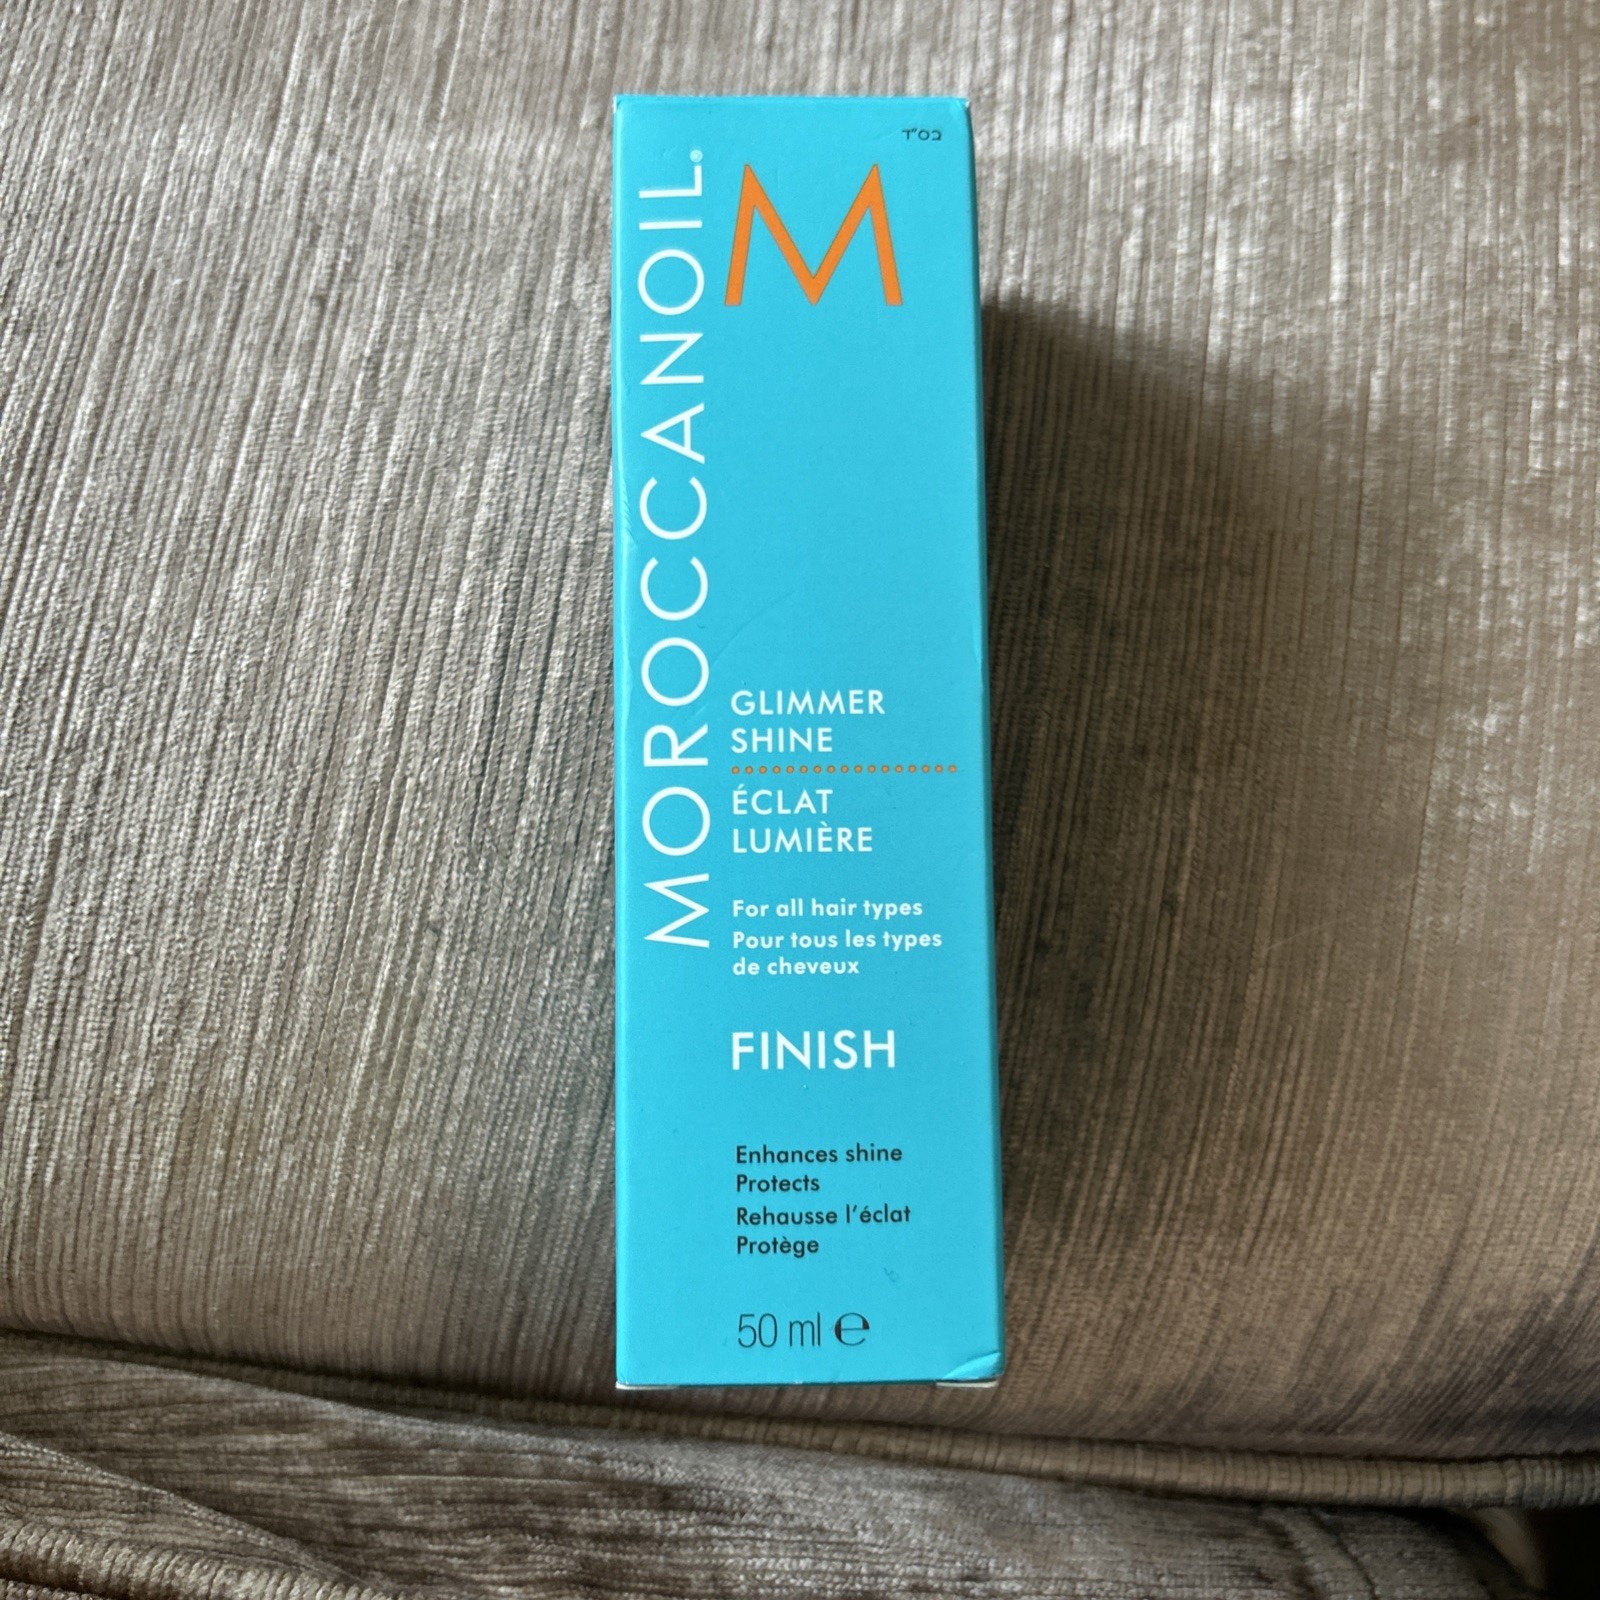 בס"ד
M
MOROCCANOIL®
GLIMMER
SHINE
ÉCLAT
LUMIÈRE
For all hair types
Pour tous les types
de cheveux
FINISH
Enhances shine
Protects
Rehausse l'éclat
Protège
50 ml ℮